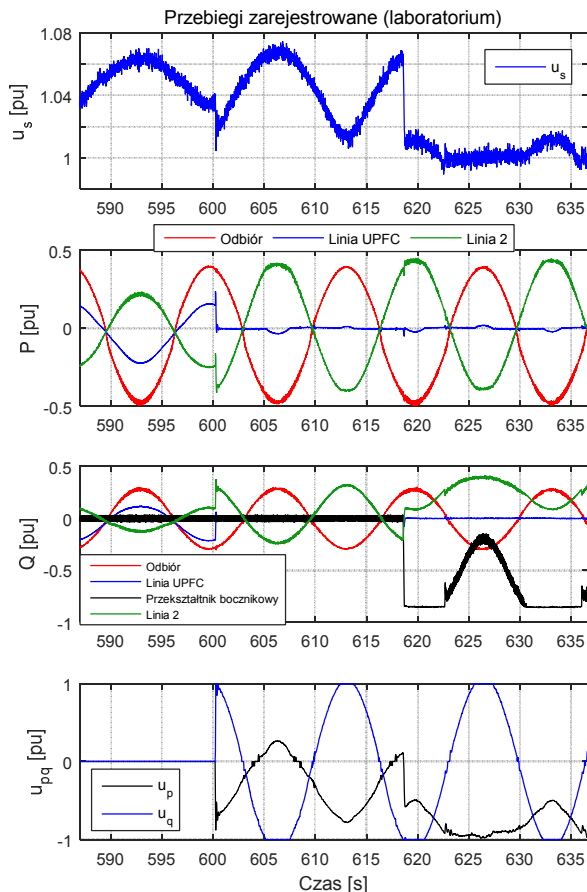 Przebiegi zarejestrowane (laboratorium)
1.08
1.04
1
u_s [pu]
u_s
590 595 600 605 610 615 620 625 630 635
0.5
0
-0.5
P [pu]
Odbiór Linia UPFC Linia 2
590 595 600 605 610 615 620 625 630 635
0.5
0
-0.5
-1
Q [pu]
Odbiór
Linia UPFC
Przekształtnik bocznikowy
Linia 2
590 595 600 605 610 615 620 625 630 635
1
0
-1
u_pq [pu]
u_p
u_q
590 595 600 605 610 615 620 625 630 635
Czas [s]